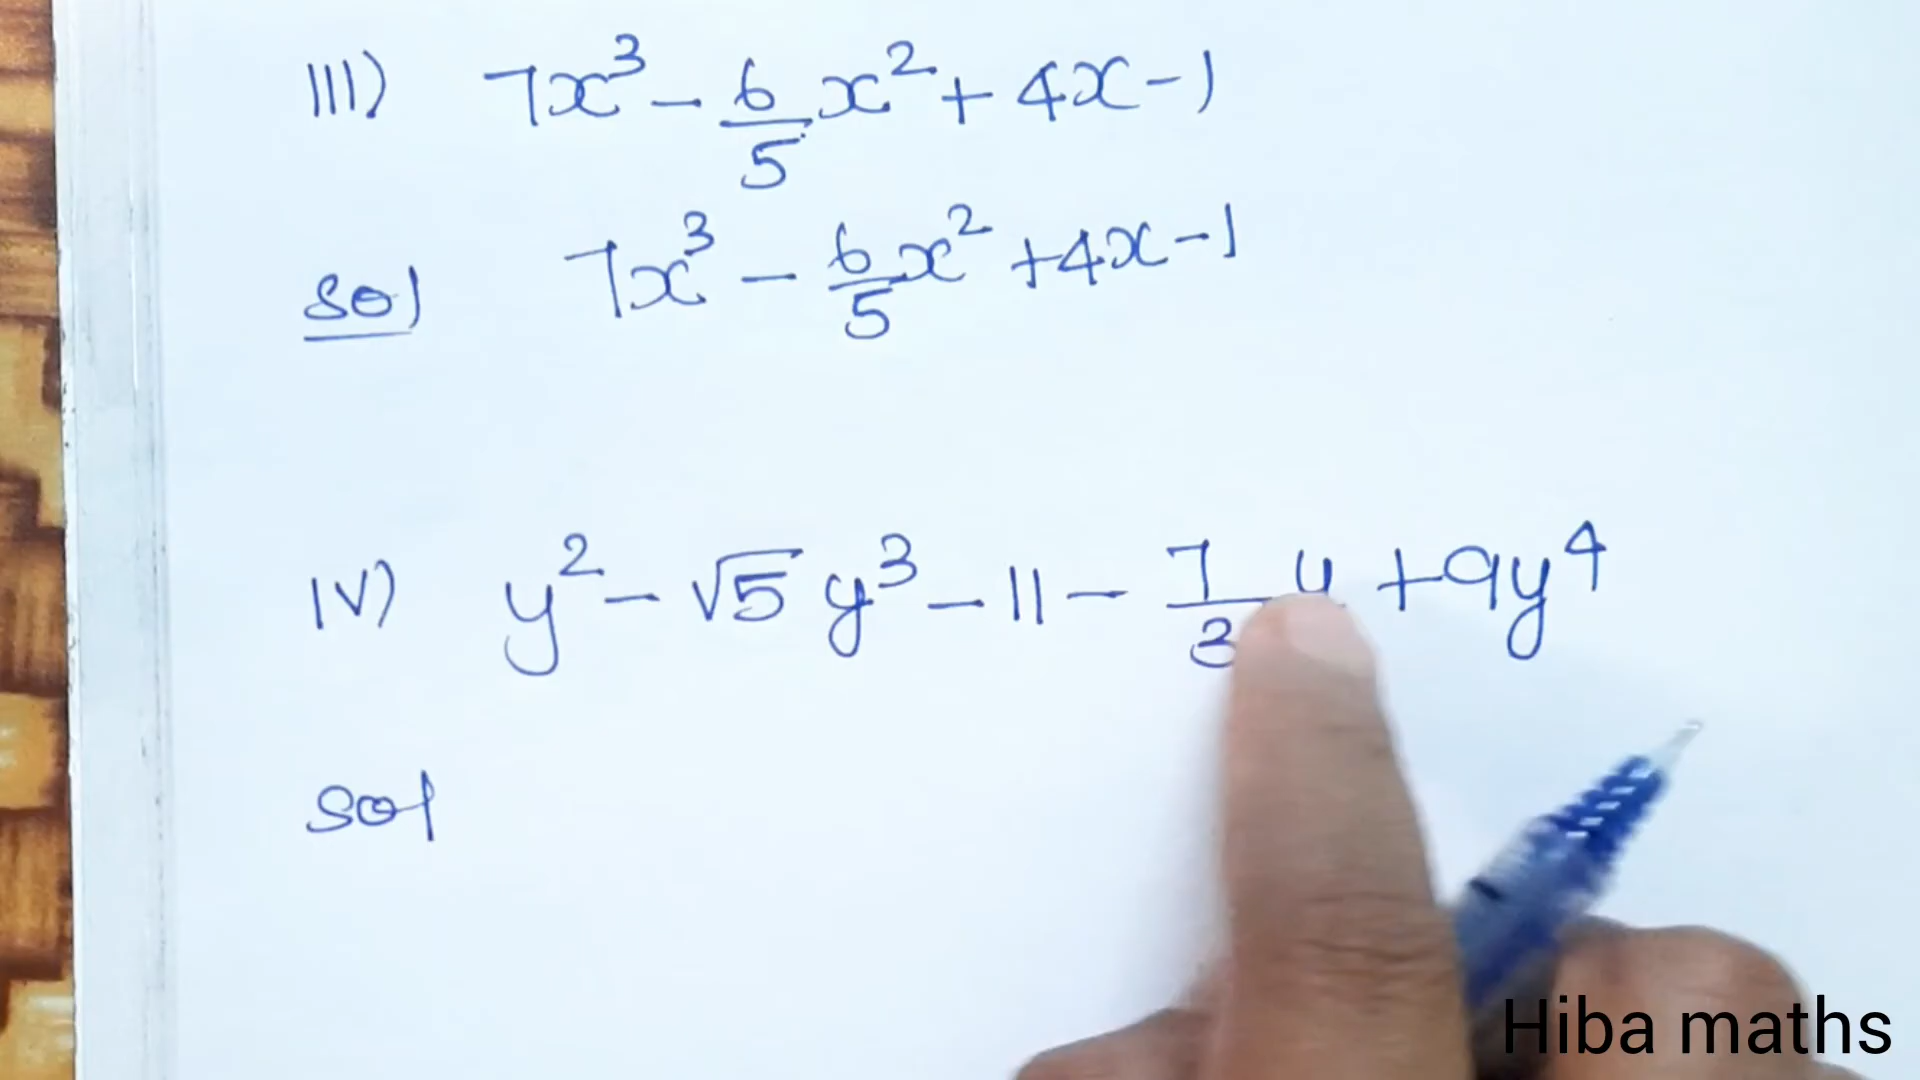 III) 7x³ - 6/5 x² + 4x - 1
Sol 7x³ - 6/5 x² + 4x - 1
IV) y² - √5 y³ - 11 - 7/3 y + 9y⁴
Sol
Hiba maths